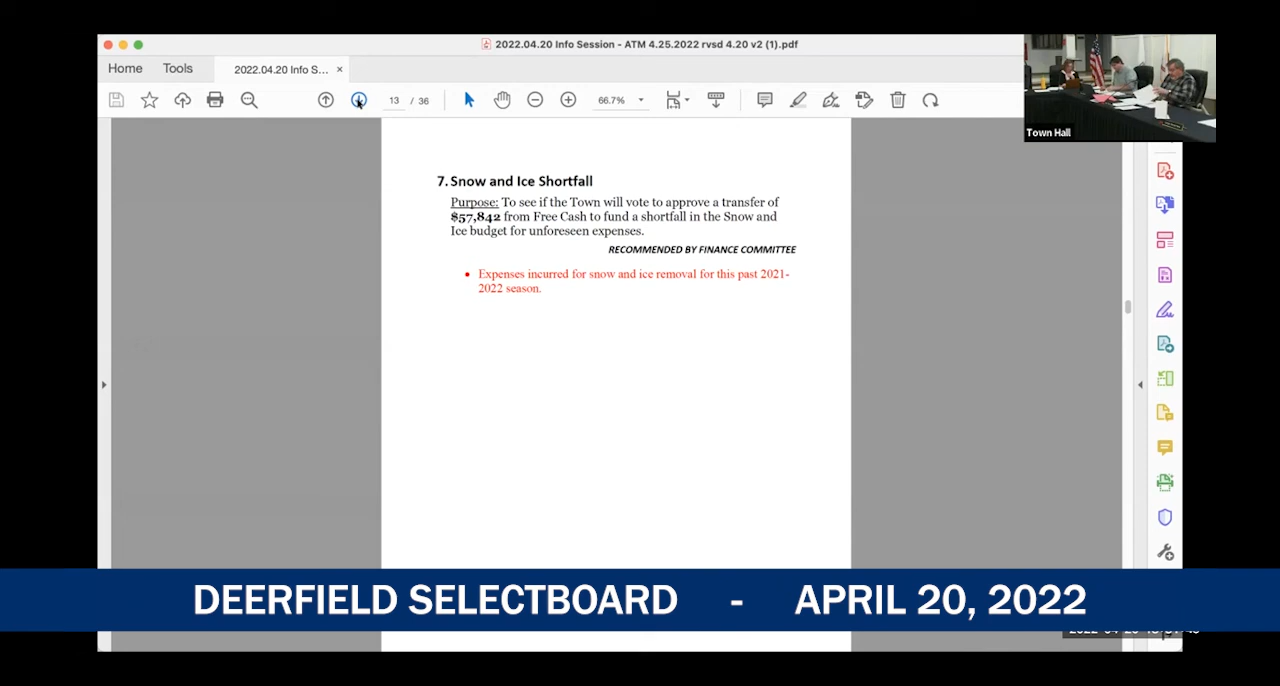 2022.04.20 Info Session - ATM 4.25.2022 rvsd 4.20 v2 (1).pdf
Home Tools 2022.04.20 Info S... ×
13 / 36 66.7%
Town Hall
7. Snow and Ice Shortfall
Purpose: To see if the Town will vote to approve a transfer of
$57,842 from Free Cash to fund a shortfall in the Snow and
Ice budget for unforeseen expenses.
RECOMMENDED BY FINANCE COMMITTEE
• Expenses incurred for snow and ice removal for this past 2021-
2022 season.
DEERFIELD SELECTBOARD - APRIL 20, 2022